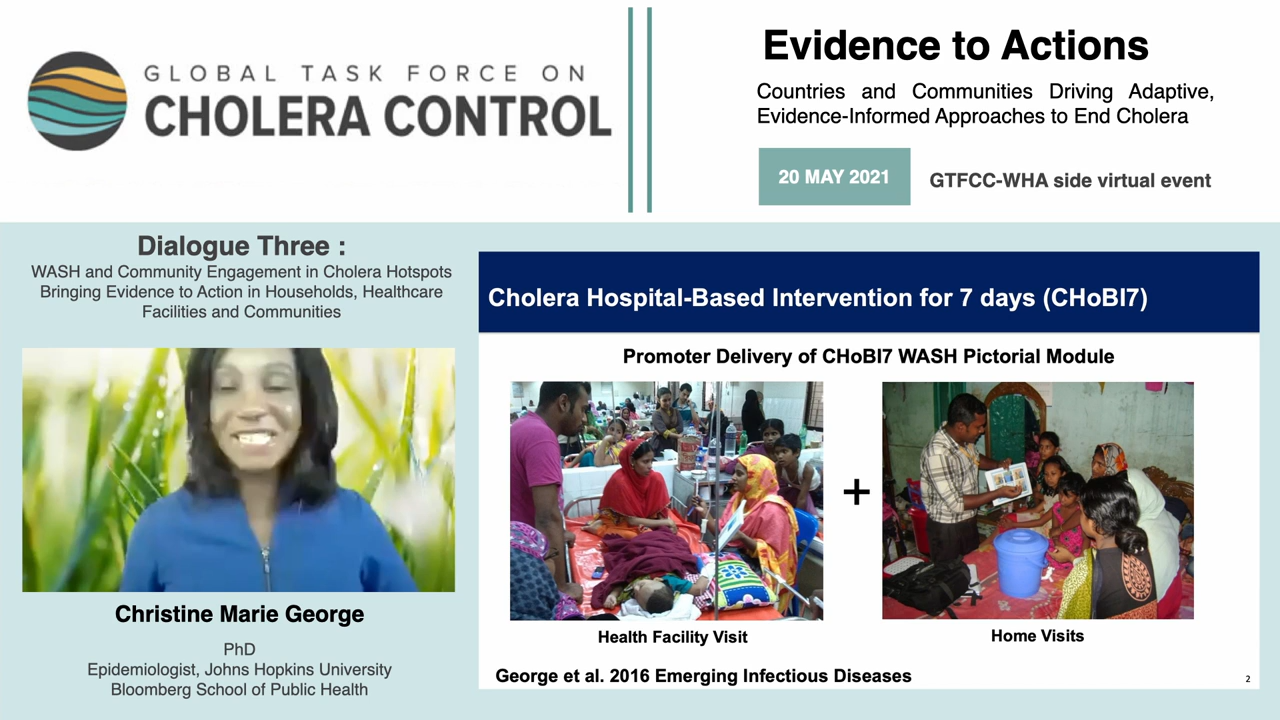 GLOBAL TASK FORCE ON
CHOLERA CONTROL
Evidence to Actions
Countries and Communities Driving Adaptive,
Evidence-Informed Approaches to End Cholera
20 MAY 2021
GTFCC-WHA side virtual event
Dialogue Three :
WASH and Community Engagement in Cholera Hotspots
Bringing Evidence to Action in Households, Healthcare
Facilities and Communities
Christine Marie George
PhD
Epidemiologist, Johns Hopkins University
Bloomberg School of Public Health
Cholera Hospital-Based Intervention for 7 days (CHoBI7)
Promoter Delivery of CHoBI7 WASH Pictorial Module
+
Health Facility Visit
Home Visits
George et al. 2016 Emerging Infectious Diseases
2